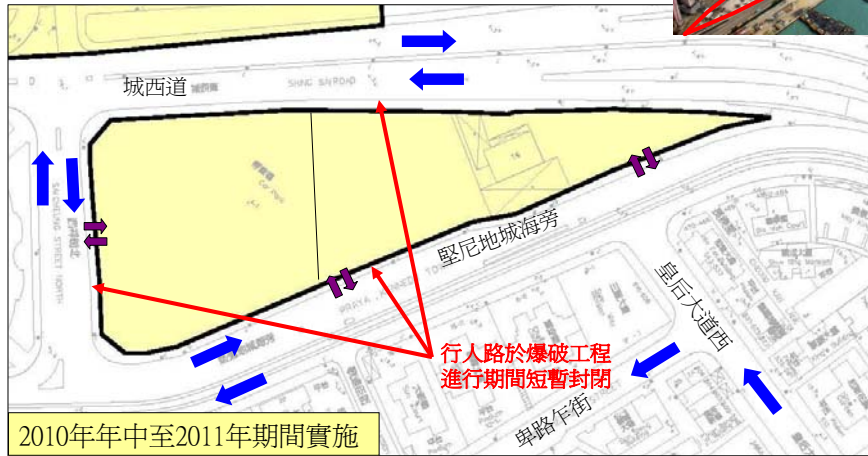 城西道
SHING SAI ROAD
Car Park
堅尼地城海旁
皇后大道西
行人路於爆破工程
進行期間短暫封閉
卑路乍街
2010年年中至2011年期間實施